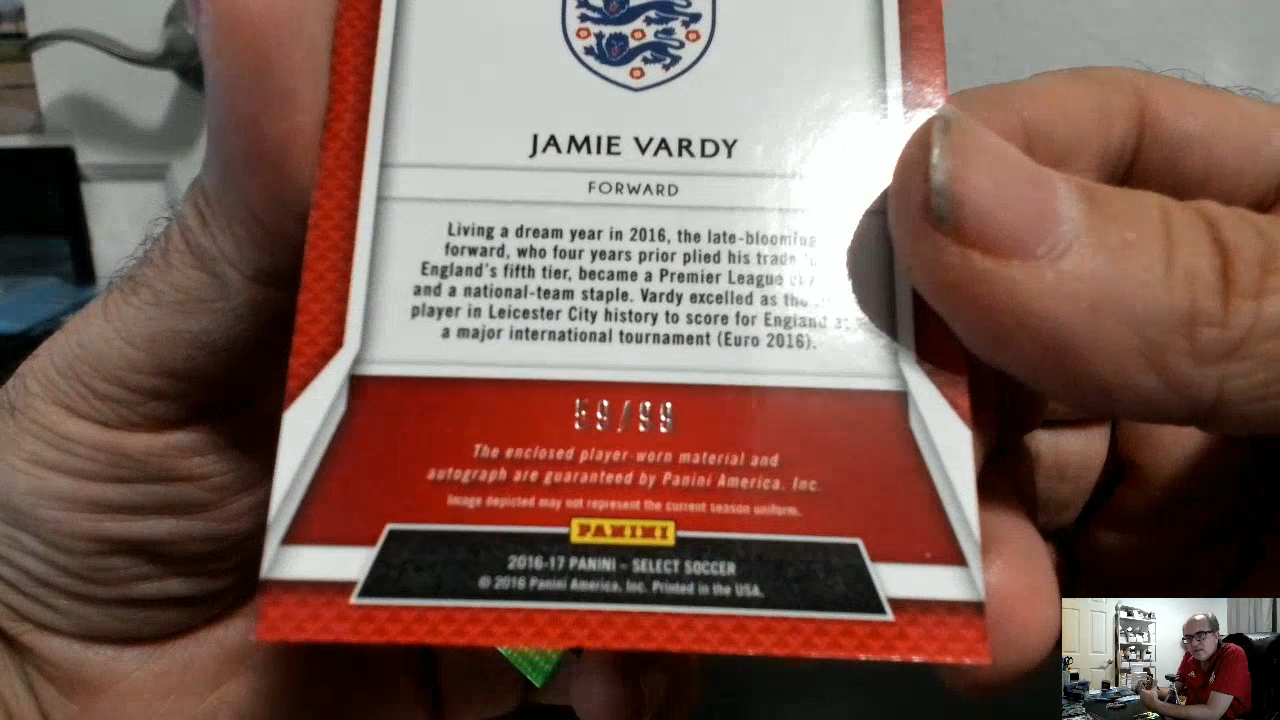 JAMIE VARDY
FORWARD
Living a dream year in 2016, the late-blooming
forward, who four years prior plied his trade
England's fifth tier, became a Premier League
and a national-team staple. Vardy excelled as the
player in Leicester City history to score for England at
a major international tournament (Euro 2016).
59/99
The enclosed player-worn material and
autograph are guaranteed by Panini America, Inc.
Image depicted may not represent the current season uniform.
PANINI
2016-17 PANINI – SELECT SOCCER
© 2016 Panini America, Inc. Printed in the USA.